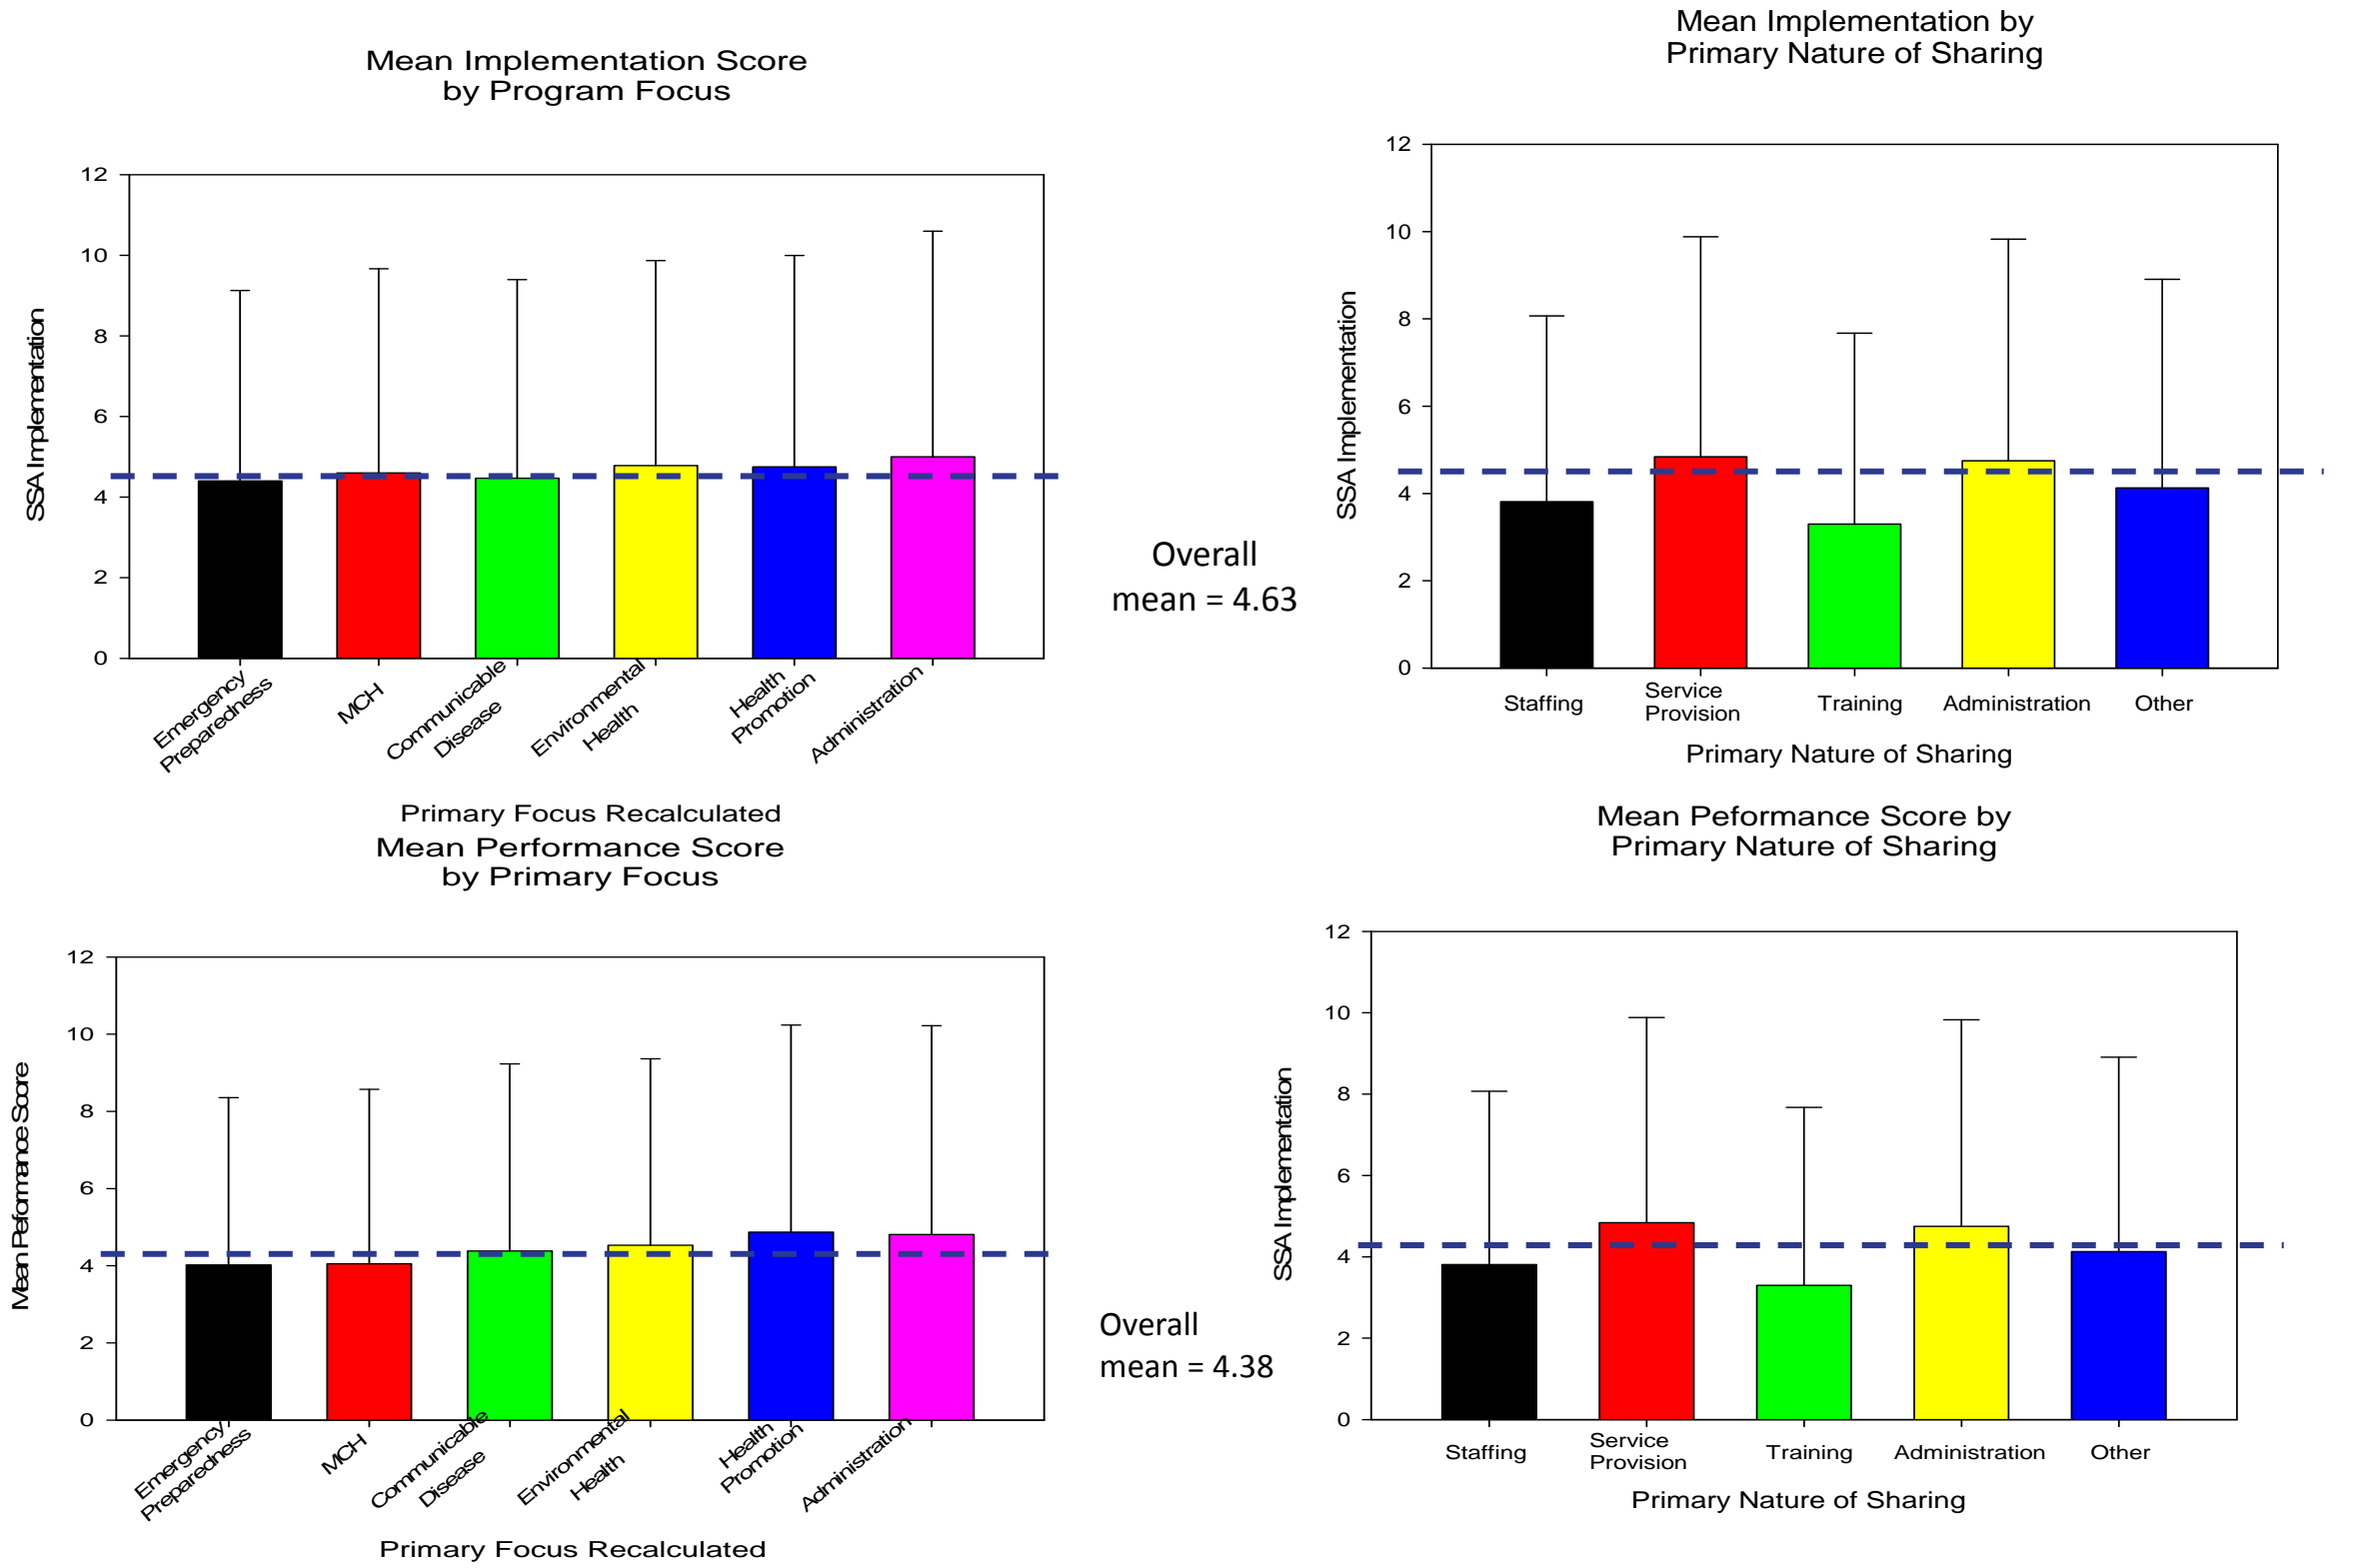 Mean Implementation Score
by Program Focus
12
10
8
6
4
2
0
SSA Implementation
Emergency
Preparedness
MCH
Communicable
Disease
Environmental
Health
Health
Promotion
Administration
Primary Focus Recalculated
Overall
mean = 4.63
Mean Implementation by
Primary Nature of Sharing
12
10
8
6
4
2
0
SSA Implementation
Staffing
Service
Provision
Training
Administration
Other
Primary Nature of Sharing
Mean Performance Score
by Primary Focus
12
10
8
6
4
2
0
Mean Peformance Score
Emergency
Preparedness
MCH
Communicable
Disease
Environmental
Health
Health
Promotion
Administration
Primary Focus Recalculated
Overall
mean = 4.38
Mean Peformance Score by
Primary Nature of Sharing
12
10
8
6
4
2
0
SSA Implementation
Staffing
Service
Provision
Training
Administration
Other
Primary Nature of Sharing